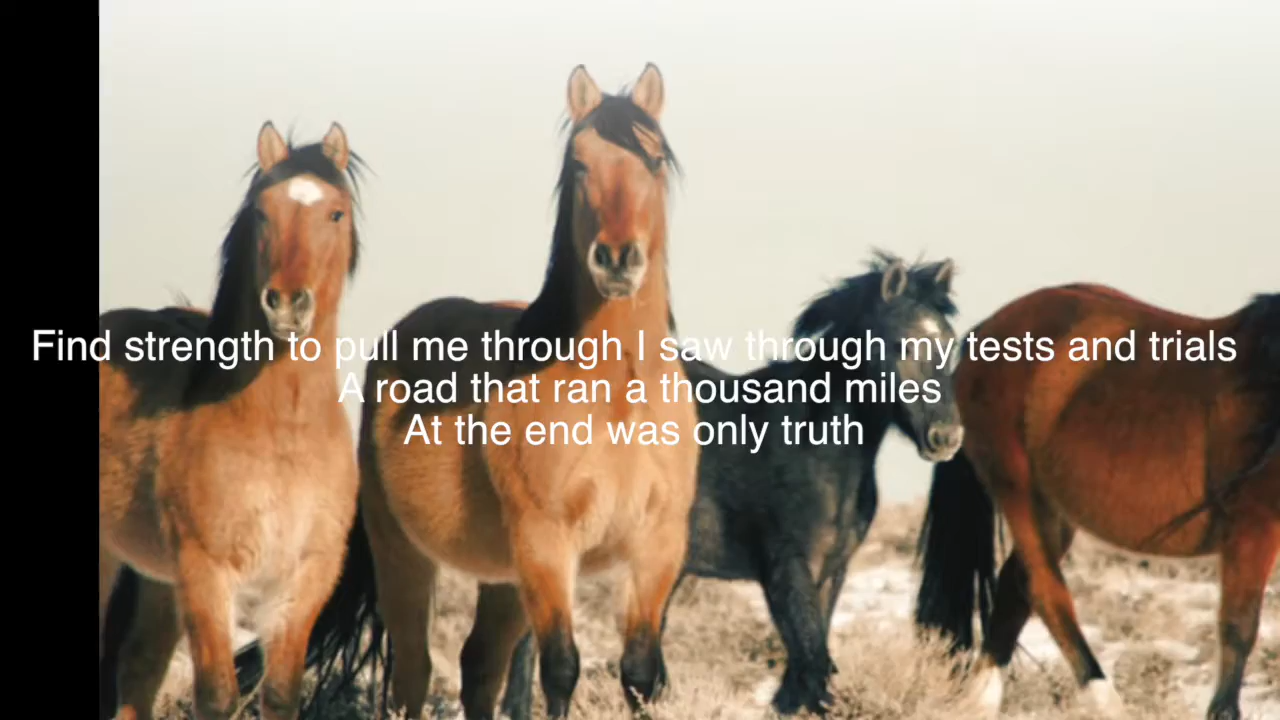 Find strength to pull me through I saw through my tests and trials
A road that ran a thousand miles
At the end was only truth